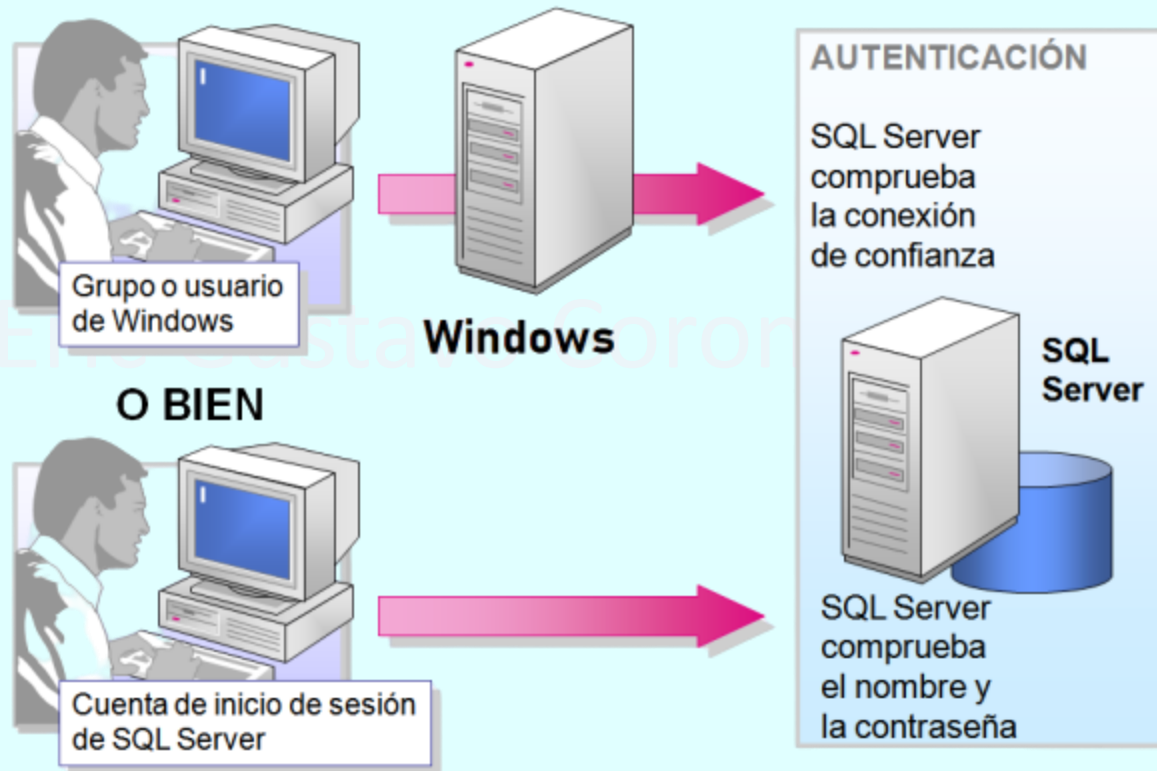 AUTENTICACIÓN
SQL Server
comprueba
la conexión
de confianza
Grupo o usuario
de Windows
Windows
SQL
Server
O BIEN
Cuenta de inicio de sesión
de SQL Server
SQL Server
comprueba
el nombre y
la contraseña